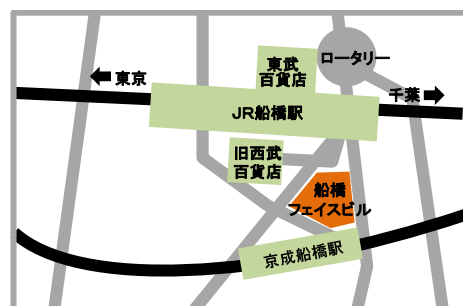 東武
百貨店
ロータリー
東京
千葉
JR船橋駅
旧西武
百貨店
船橋
フェイスビル
京成船橋駅